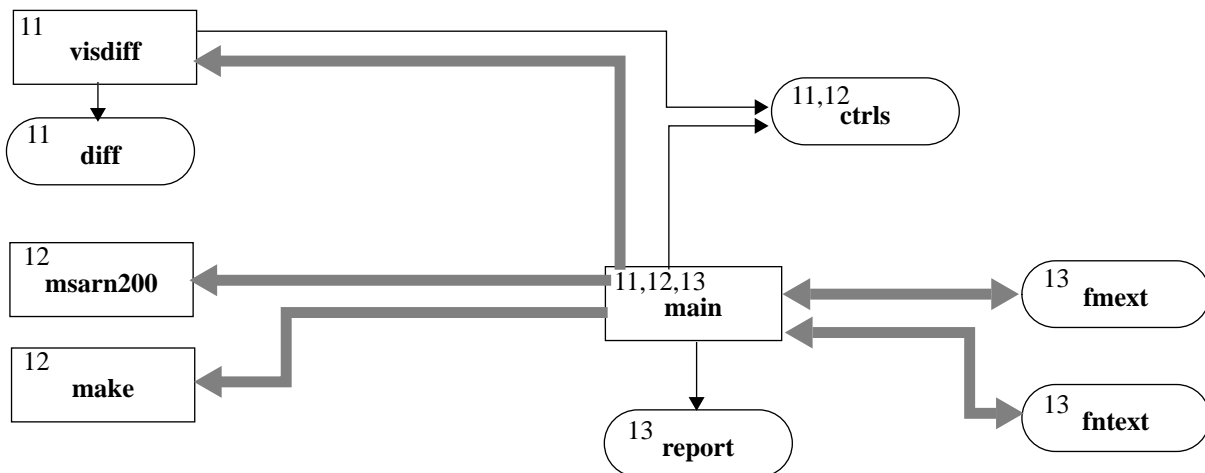 11
visdiff
11,12
ctrls
11
diff
12
msarn200
11,12,13
main
13
fmext
12
make
13
fntext
13
report